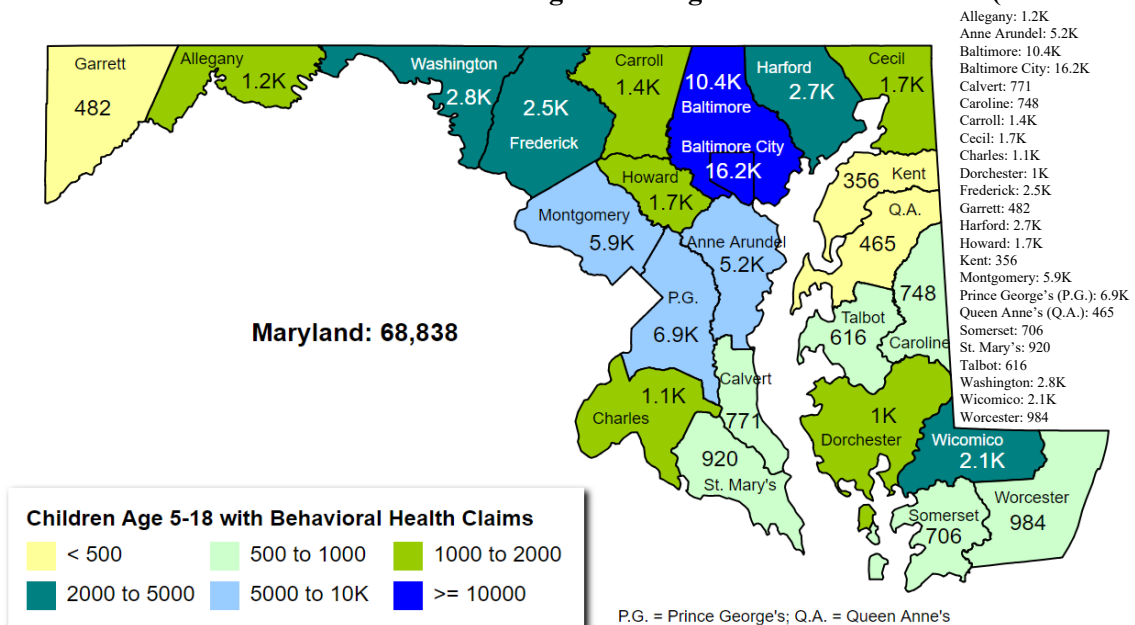 Allegany: 1.2K
Anne Arundel: 5.2K
Baltimore: 10.4K
Baltimore City: 16.2K
Calvert: 771
Caroline: 748
Carroll: 1.4K
Cecil: 1.7K
Charles: 1.1K
Dorchester: 1K
Frederick: 2.5K
Garrett: 482
Harford: 2.7K
Howard: 1.7K
Kent: 356
Montgomery: 5.9K
Prince George’s (P.G.): 6.9K
Queen Anne’s (Q.A.): 465
Somerset: 706
St. Mary’s: 920
Talbot: 616
Washington: 2.8K
Wicomico: 2.1K
Worcester: 984
Garrett
482
Allegany
1.2K
Washington
2.8K
2.5K
Frederick
Carroll
1.4K
10.4K
Baltimore
Baltimore City
16.2K
Harford
2.7K
Cecil
1.7K
Howard
1.7K
356 Kent
Q.A.
465
Montgomery
5.9K
Anne Arundel
5.2K
P.G.
6.9K
748
Caroline
Talbot
616
Maryland: 68,838
Calvert
771
1.1K
Charles
1K
Dorchester
Wicomico
2.1K
920
St. Mary's
Somerset
706
Worcester
984
Children Age 5-18 with Behavioral Health Claims
< 500
500 to 1000
1000 to 2000
2000 to 5000
5000 to 10K
>= 10000
P.G. = Prince George's; Q.A. = Queen Anne's